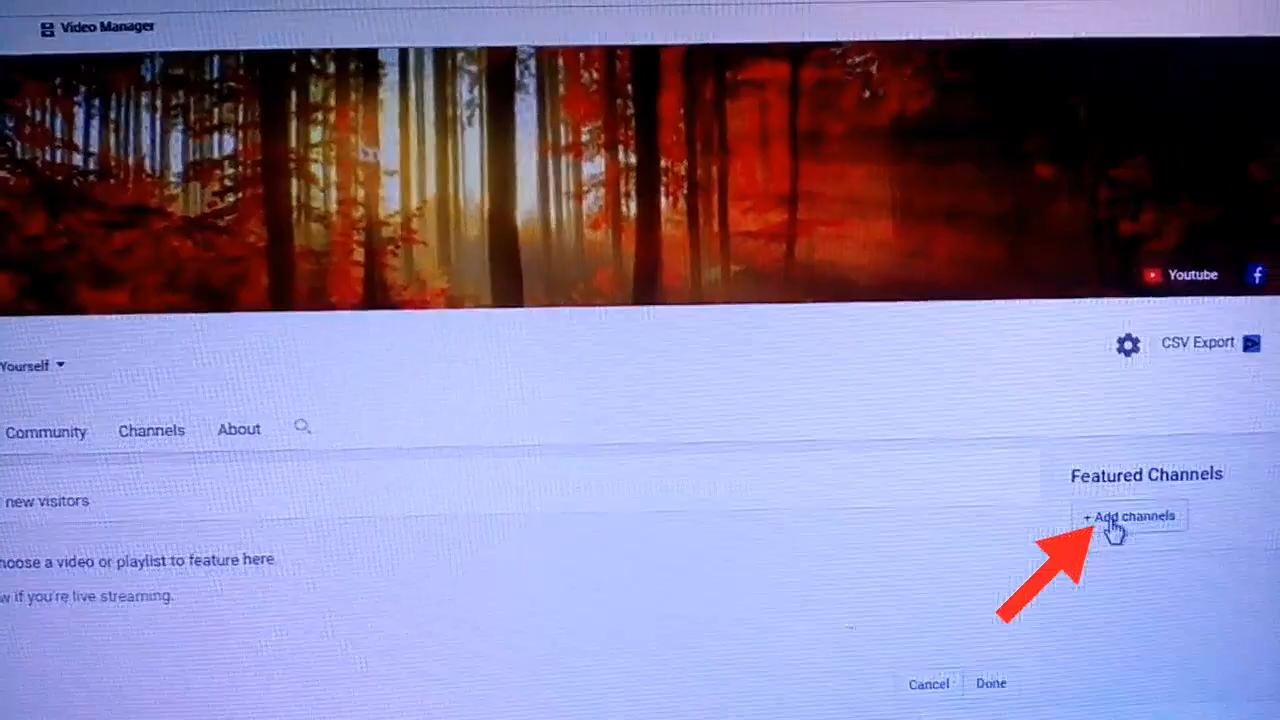 Video Manager
Youtube
Yourself
CSV Export
Community Channels About
Featured Channels
new visitors
+ Add channels
a video or playlist to feature here
if you're live streaming.
Cancel Done